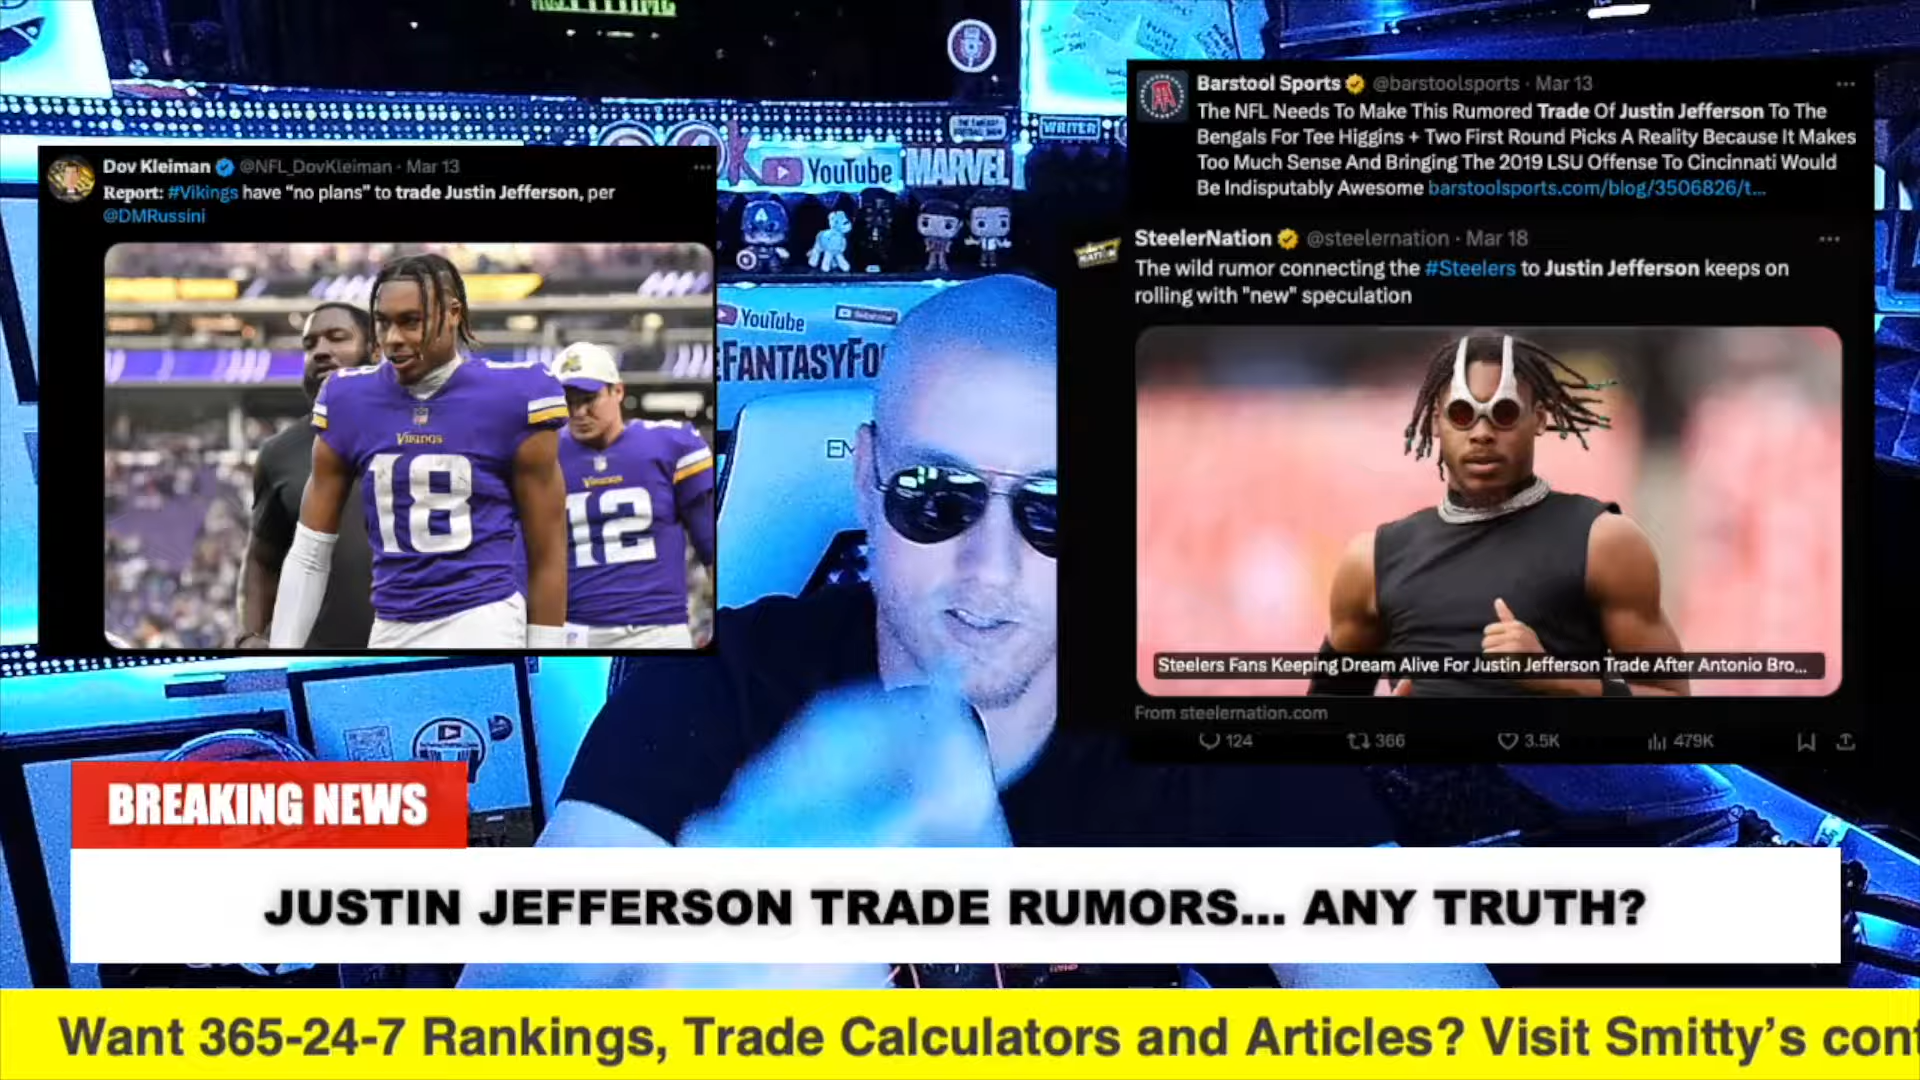 YouTube
MARVEL
WRITER
YouTube
Subscribe
FANTASYFO
Dov Kleiman @NFL_DovKleiman · Mar 13
Report: #Vikings have “no plans” to trade Justin Jefferson, per
@DMRussini
Vikings
18
Vikings
12
Barstool Sports @barstoolsports · Mar 13
The NFL Needs To Make This Rumored Trade Of Justin Jefferson To The
Bengals For Tee Higgins + Two First Round Picks A Reality Because It Makes
Too Much Sense And Bringing The 2019 LSU Offense To Cincinnati Would
Be Indisputably Awesome barstoolsports.com/blog/3506826/t...
SteelerNation @steelernation · Mar 18
The wild rumor connecting the #Steelers to Justin Jefferson keeps on
rolling with "new" speculation
Steelers Fans Keeping Dream Alive For Justin Jefferson Trade After Antonio Bro...
From steelernation.com
124 366 3.5K 479K
BREAKING NEWS
JUSTIN JEFFERSON TRADE RUMORS... ANY TRUTH?
Want 365-24-7 Rankings, Trade Calculators and Articles? Visit Smitty’s cont